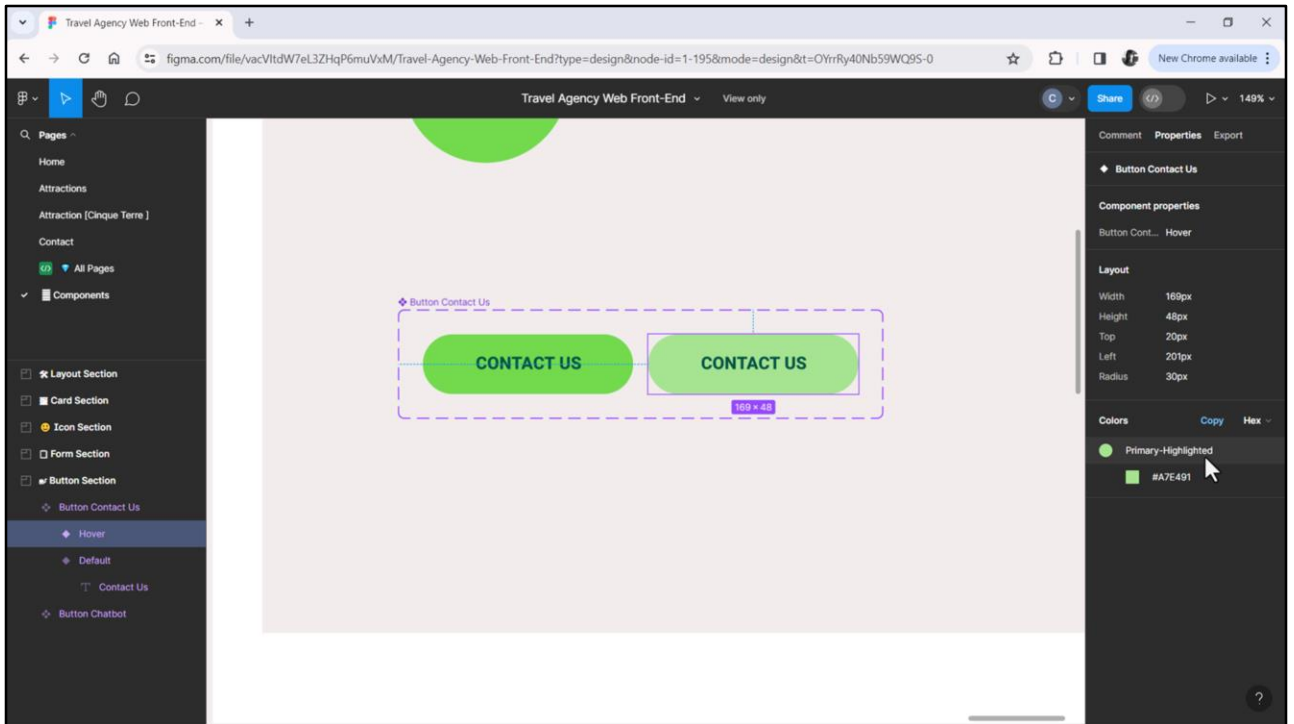 Travel Agency Web Front-End –
figma.com/file/vacVItdW7eL3ZHqP6muVxM/Travel-Agency-Web-Front-End?type=design&node-id=1-195&mode=design&t=OYrrRy40Nb59WQ9S-0
New Chrome available
Travel Agency Web Front-End
View only
C
Share
149%
Pages
Home
Attractions
Attraction [Cinque Terre ]
Contact
All Pages
Components
Layout Section
Card Section
Icon Section
Form Section
Button Section
Button Contact Us
Hover
Default
Contact Us
Button Chatbot
Button Contact Us
CONTACT US
CONTACT US
169 × 48
Comment Properties Export
Button Contact Us
Component properties
Button Cont... Hover
Layout
Width 169px
Height 48px
Top 20px
Left 201px
Radius 30px
Colors Copy Hex
Primary-Highlighted
#A7E491
?